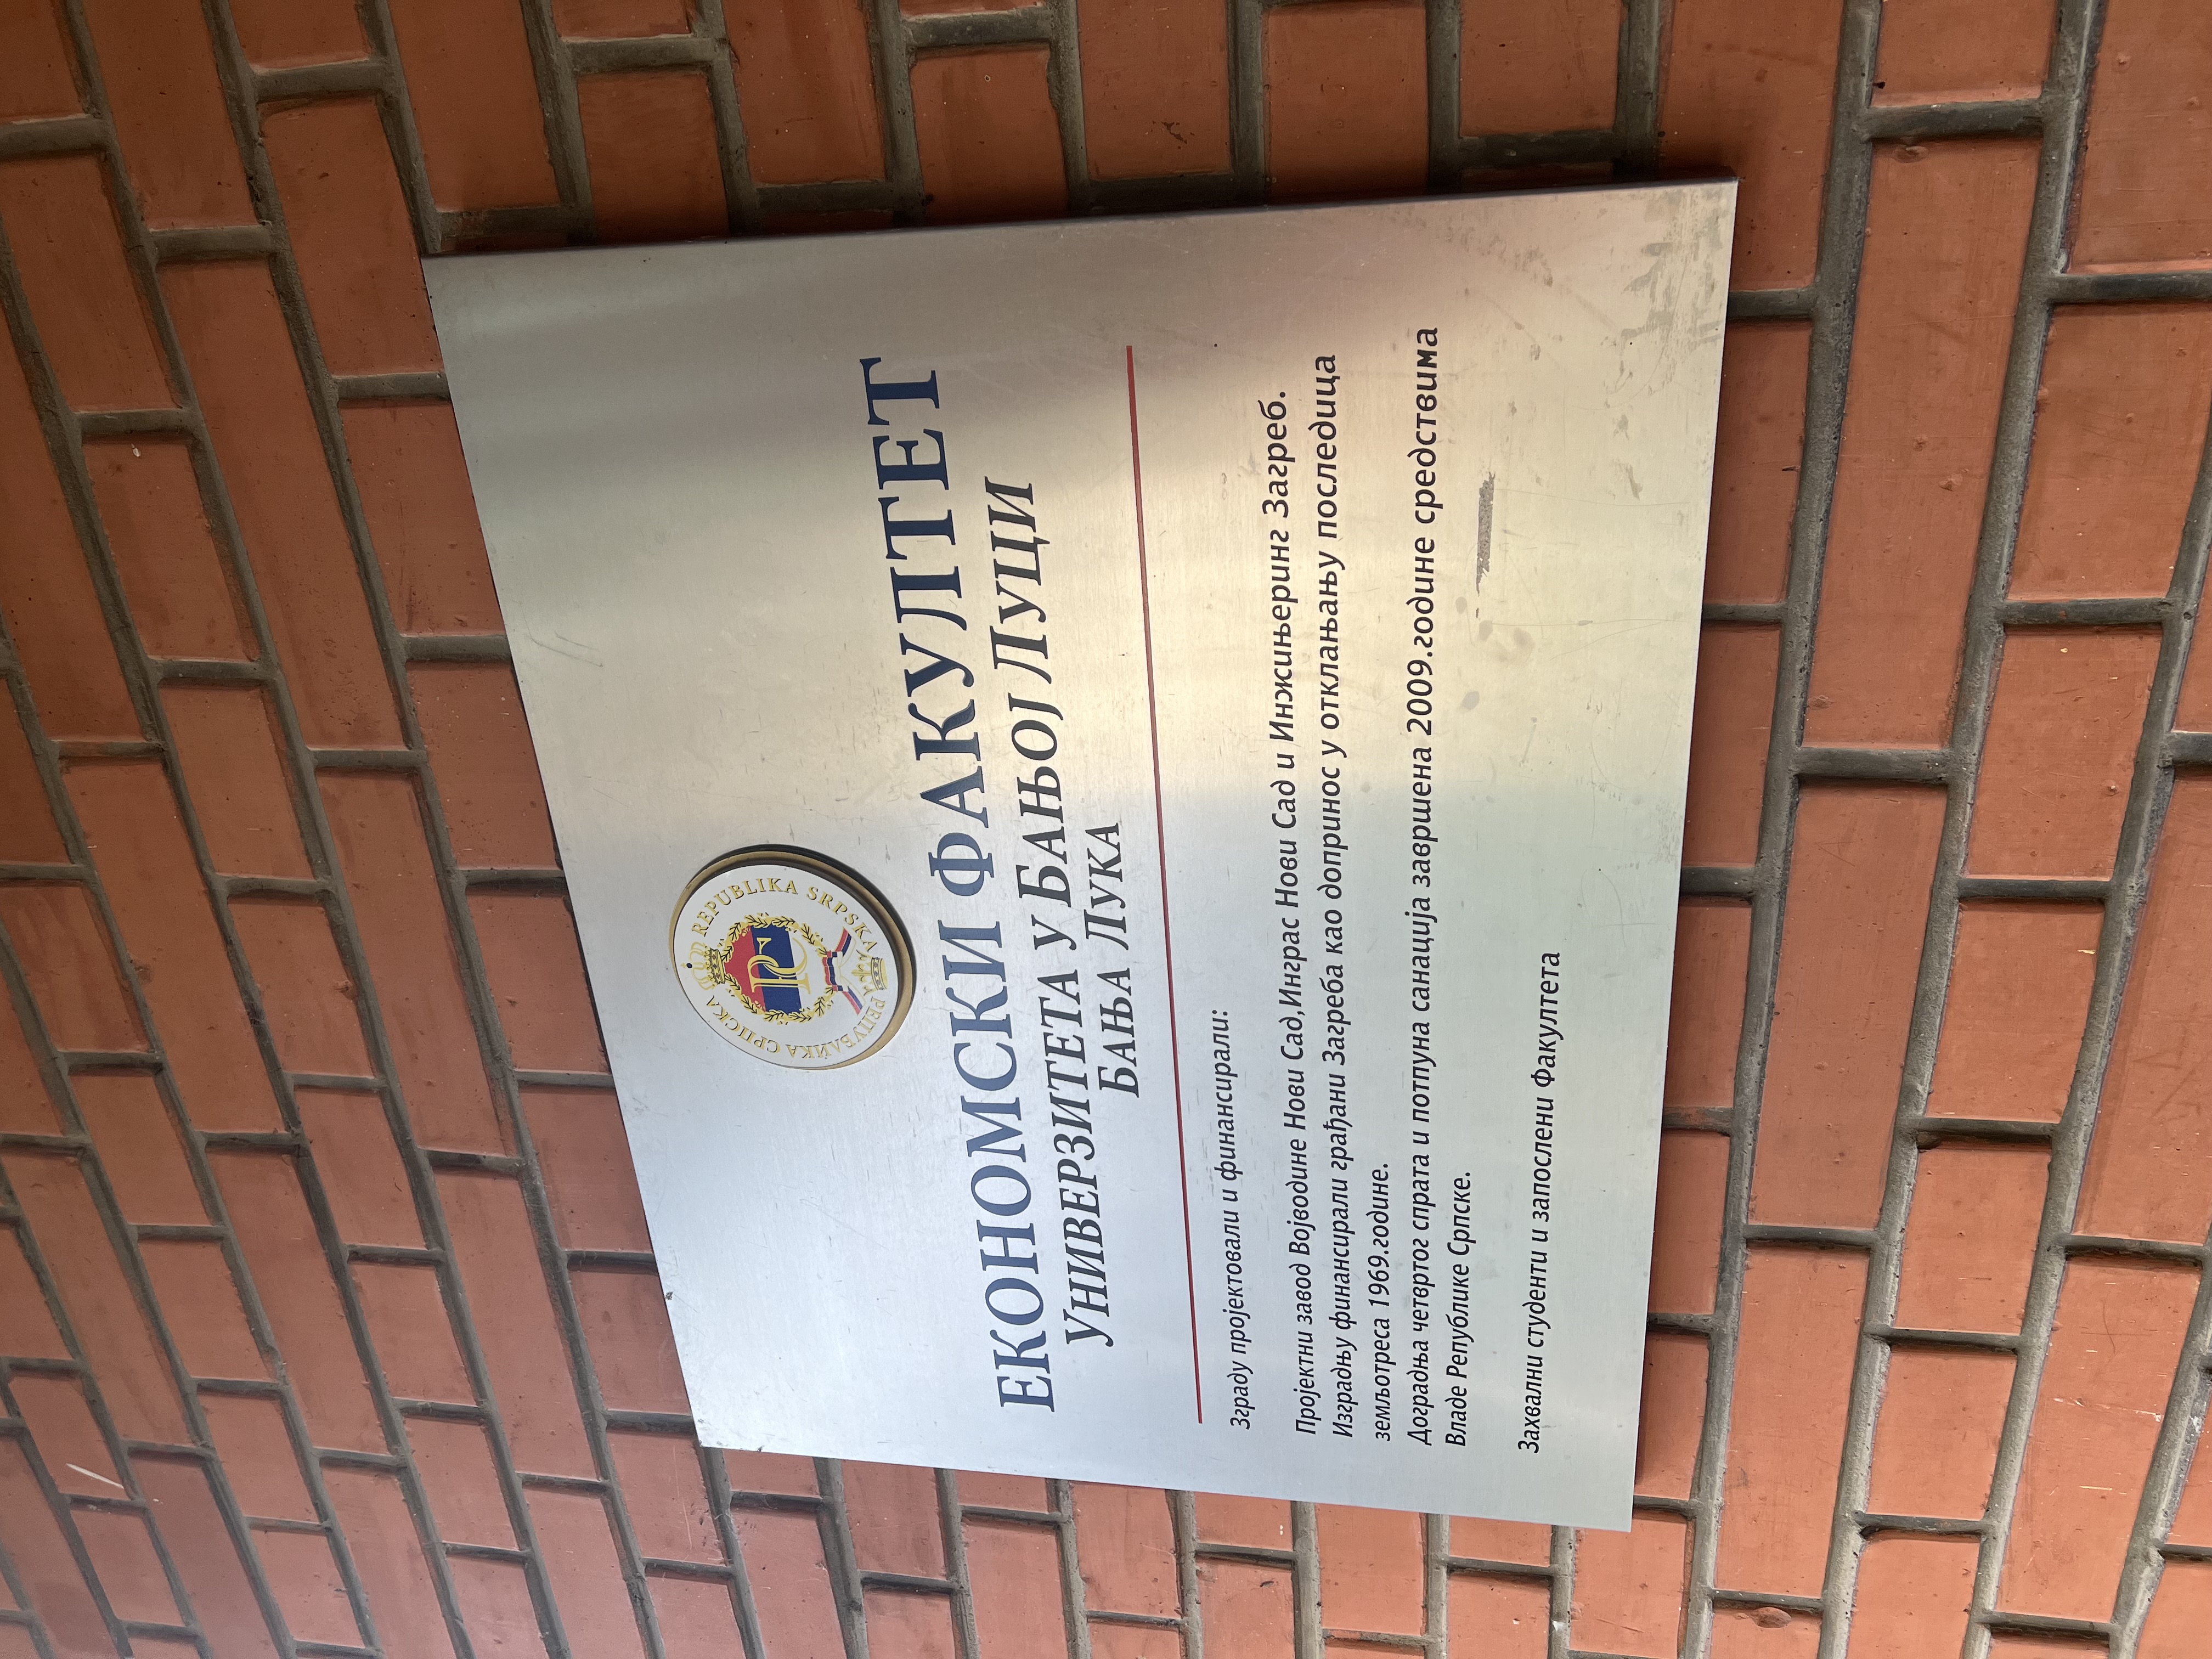 РЕПУБЛИКА СРПСКА
REPUBLIKA SRPSKA
РС
ЕКОНОМСКИ ФАКУЛТЕТ
УНИВЕРЗИТЕТА У БАЊОЈ ЛУЦИ
БАЊА ЛУКА
Зграду пројектовали и финансирали:
Пројектни завод Војводине Нови Сад,Инграс Нови Сад и Инжињеринг Загреб.
Изградњу финансирали грађани Загреба као допринос у отклањању последица
земљотреса 1969.године.
Доградња четвртог спрата и потпуна санација завршена 2009.године средствима
Владе Републике Српске.
Захвални студенти и запослени Факултета